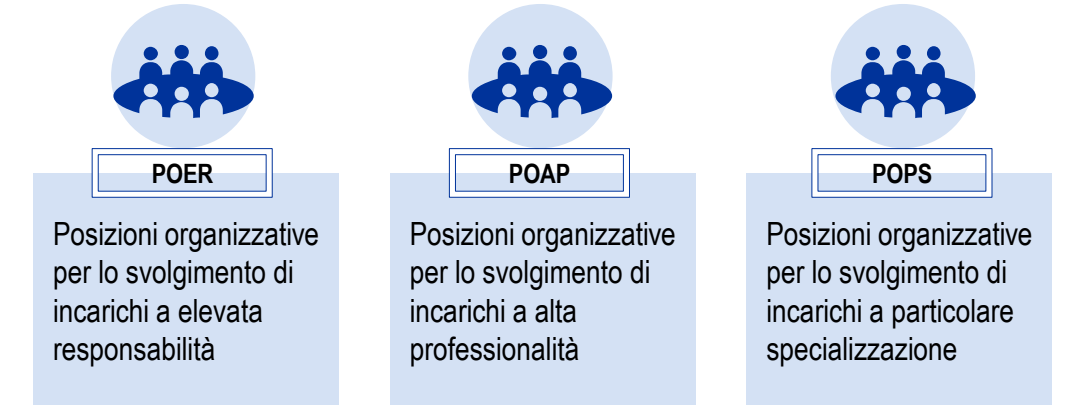 POER
Posizioni organizzative
per lo svolgimento di
incarichi a elevata
responsabilità
POAP
Posizioni organizzative
per lo svolgimento di
incarichi a alta
professionalità
POPS
Posizioni organizzative
per lo svolgimento di
incarichi a particolare
specializzazione